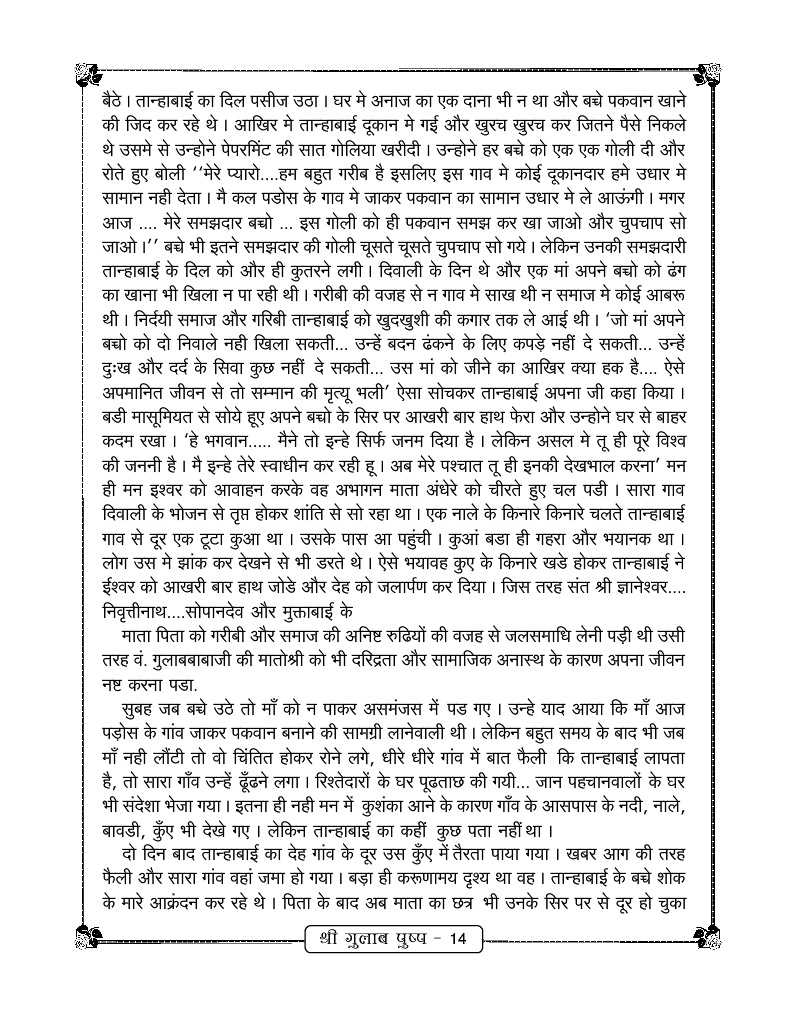 बैठे । तान्हाबाई का दिल पसीज उठा । घर मे अनाज का एक दाना भी न था और बच्चे पकवान खाने
की जिद कर रहे थे । आखिर मे तान्हाबाई दूकान मे गई और खुरच खुरच कर जितने पैसे निकले
थे उसमे से उन्होने पेपरमिंट की सात गोलिया खरीदी । उन्होने हर बच्चे को एक एक गोली दी और
रोते हुए बोली ‘‘मेरे प्यारो....हम बहुत गरीब है इसलिए इस गाव मे कोई दूकानदार हमे उधार मे
सामान नही देता । मै कल पडोस के गाव मे जाकर पकवान का सामान उधार मे ले आऊंगी । मगर
आज .... मेरे समझदार बच्चो ... इस गोली को ही पकवान समझ कर खा जाओ और चुपचाप सो
जाओ ।’’ बच्चे भी इतने समझदार की गोली चूसते चूसते चुपचाप सो गये । लेकिन उनकी समझदारी
तान्हाबाई के दिल को और ही कुतरने लगी । दिवाली के दिन थे और एक मां अपने बच्चो को ढंग
का खाना भी खिला न पा रही थी । गरीबी की वजह से न गाव मे साख थी न समाज मे कोई आबरू
थी । निर्दयी समाज और गरिबी तान्हाबाई को खुदखुशी की कगार तक ले आई थी । ‘जो मां अपने
बच्चो को दो निवाले नही खिला सकती... उन्हें बदन ढंकने के लिए कपड़े नहीं दे सकती... उन्हें
दुःख और दर्द के सिवा कुछ नहीं दे सकती... उस मां को जीने का आखिर क्या हक है.... ऐसे
अपमानित जीवन से तो सम्मान की मृत्यू भली’ ऐसा सोचकर तान्हाबाई अपना जी कहा किया ।
बडी मासूमियत से सोये हूए अपने बच्चो के सिर पर आखरी बार हाथ फेरा और उन्होने घर से बाहर
कदम रखा । ‘हे भगवान..... मैने तो इन्हे सिर्फ जनम दिया है । लेकिन असल मे तू ही पूरे विश्व
की जननी है । मै इन्हे तेरे स्वाधीन कर रही हू । अब मेरे पश्चात तू ही इनकी देखभाल करना’ मन
ही मन इश्वर को आवाहन करके वह अभागन माता अंधेरे को चीरते हुए चल पडी । सारा गाव
दिवाली के भोजन से तृप्त होकर शांति से सो रहा था । एक नाले के किनारे किनारे चलते तान्हाबाई
गाव से दूर एक टूटा कुआ था । उसके पास आ पहुंची । कुआं बडा ही गहरा और भयानक था ।
लोग उस मे झांक कर देखने से भी डरते थे । ऐसे भयावह कुए के किनारे खडे होकर तान्हाबाई ने
ईश्वर को आखरी बार हाथ जोडे और देह को जलार्पण कर दिया । जिस तरह संत श्री ज्ञानेश्वर....
निवृत्तीनाथ....सोपानदेव और मुक्ताबाई के
माता पिता को गरीबी और समाज की अनिष्ट रुढियों की वजह से जलसमाधि लेनी पड़ी थी उसी
तरह वं. गुलाबबाबाजी की मातोश्री को भी दरिद्रता और सामाजिक अनास्थ के कारण अपना जीवन
नष्ट करना पडा.
सुबह जब बच्चे उठे तो माँ को न पाकर असमंजस में पड गए । उन्हे याद आया कि माँ आज
पड़ोस के गांव जाकर पकवान बनाने की सामग्री लानेवाली थी । लेकिन बहुत समय के बाद भी जब
माँ नही लौंटी तो वो चिंतित होकर रोने लगे, धीरे धीरे गांव में बात फैली कि तान्हाबाई लापता
है, तो सारा गाँव उन्हें ढूँढने लगा । रिश्तेदारों के घर पूढताछ की गयी... जान पहचानवालों के घर
भी संदेशा भेजा गया । इतना ही नही मन में कुशंका आने के कारण गाँव के आसपास के नदी, नाले,
बावडी, कुँए भी देखे गए । लेकिन तान्हाबाई का कहीं कुछ पता नहीं था ।
दो दिन बाद तान्हाबाई का देह गांव के दूर उस कुँए में तैरता पाया गया । खबर आग की तरह
फैली और सारा गांव वहां जमा हो गया । बड़ा ही करूणामय दृश्य था वह । तान्हाबाई के बच्चे शोक
के मारे आक्रंदन कर रहे थे । पिता के बाद अब माता का छत्र भी उनके सिर पर से दूर हो चुका
श्री गुलाब पुष्प - 14